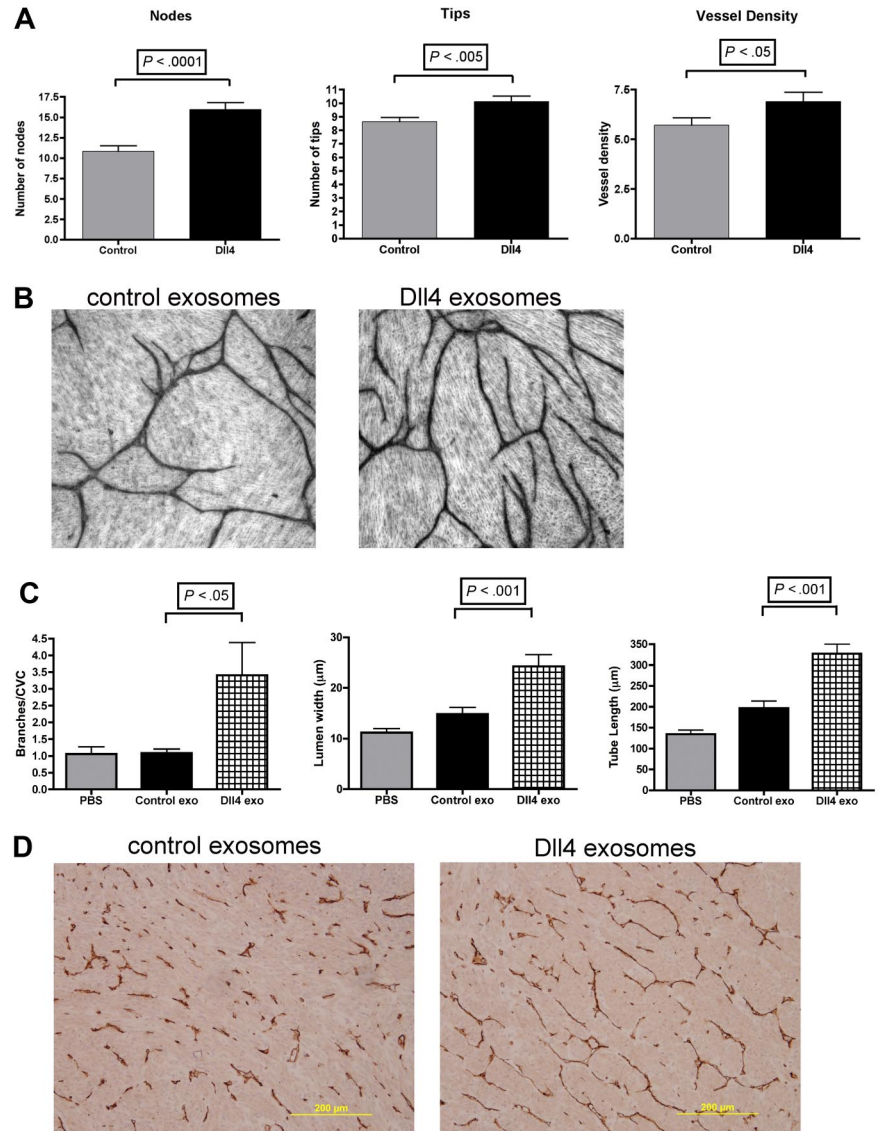 A
Nodes
Tips
Vessel Density
P < .0001
P < .005
P < .05
Number of nodes
17.5
15.0
12.5
10.0
7.5
5.0
2.5
0.0
Control
Dll4
Number of tips
11
10
9
8
7
6
5
4
3
2
1
0
Control
Dll4
Vessel density
7.5
5.0
2.5
0.0
Control
Dll4
B
control exosomes
Dll4 exosomes
C
P < .05
P < .001
P < .001
Branches/CVC
4.5
4.0
3.5
3.0
2.5
2.0
1.5
1.0
0.5
0.0
PBS
Control exo
Dll4 exo
Lumen width (μm)
30
20
10
0
PBS
Control exo
Dll4 exo
Tube Length (μm)
350
300
250
200
150
100
50
0
PBS
Control exo
Dll4 exo
D
control exosomes
Dll4 exosomes
200 μm
200 μm